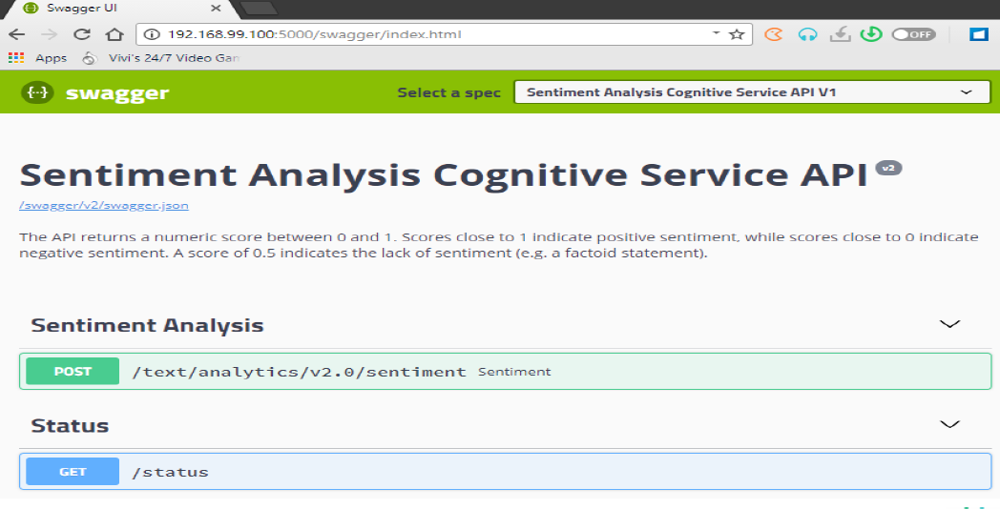 Swagger UI
192.168.99.100:5000/swagger/index.html
OFF
Apps Vivi's 24/7 Video Gam
{··} swagger Select a spec Sentiment Analysis Cognitive Service API V1
Sentiment Analysis Cognitive Service API v2
/swagger/v2/swagger.json
The API returns a numeric score between 0 and 1. Scores close to 1 indicate positive sentiment, while scores close to 0 indicate
negative sentiment. A score of 0.5 indicates the lack of sentiment (e.g. a factoid statement).
Sentiment Analysis
POST /text/analytics/v2.0/sentiment Sentiment
Status
GET /status